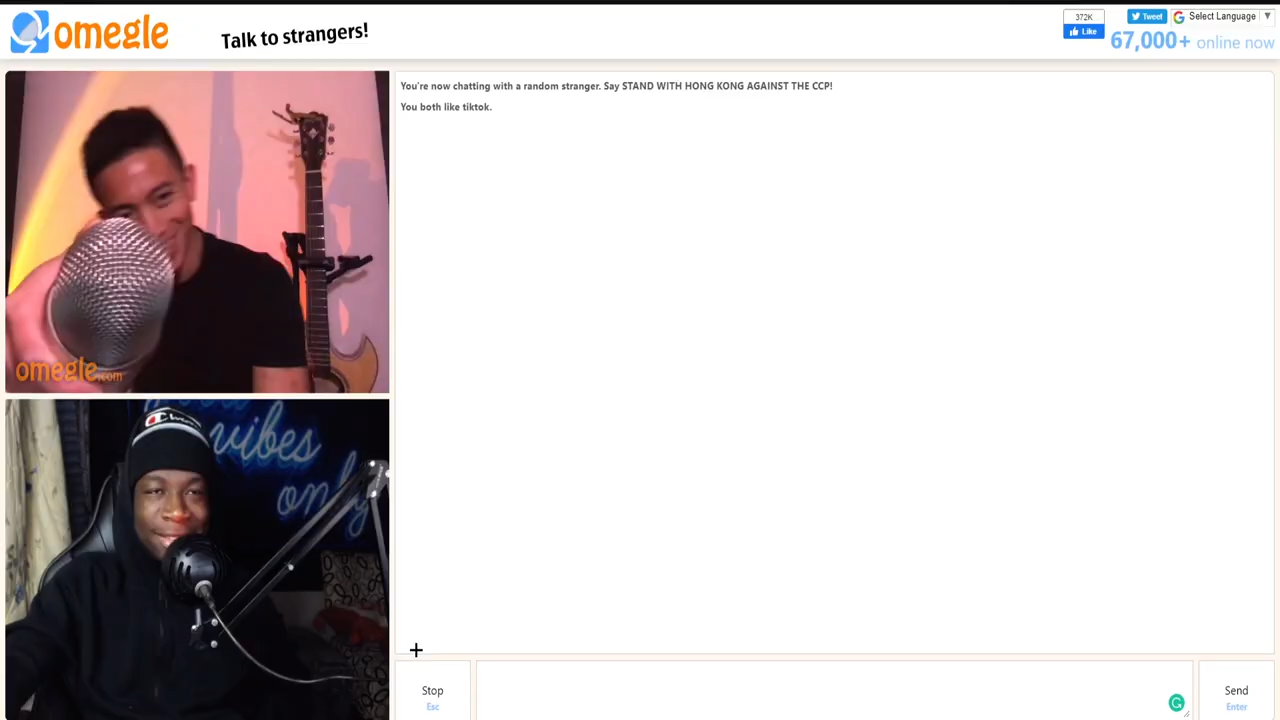 omegle
Talk to strangers!
372K
Like
Tweet
Select Language
67,000+ online now
You're now chatting with a random stranger. Say STAND WITH HONG KONG AGAINST THE CCP!
You both like tiktok.
omegle.com
vibes
only
Stop
Esc
Send
Enter